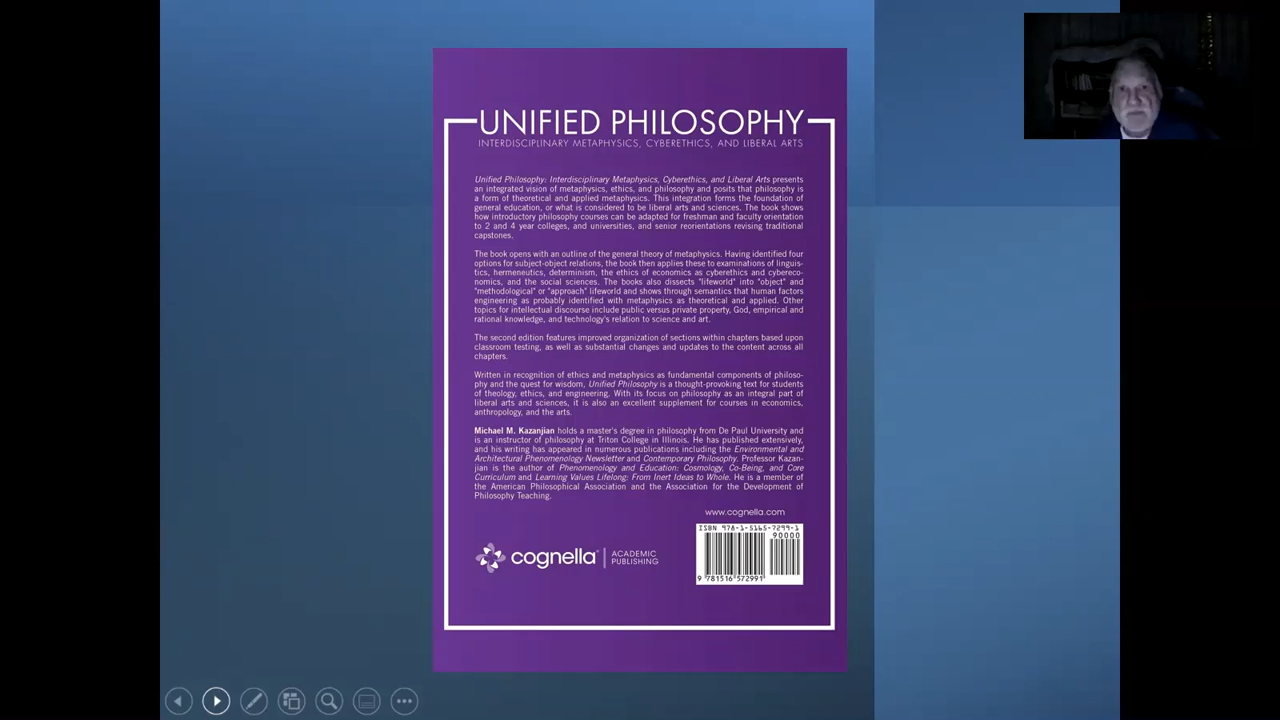 UNIFIED PHILOSOPHY
INTERDISCIPLINARY METAPHYSICS, CYBERETHICS, AND LIBERAL ARTS
Unified Philosophy: Interdisciplinary Metaphysics, Cyberethics, and Liberal Arts presents
an integrated vision of metaphysics, ethics, and philosophy and posits that philosophy is
a form of theoretical and applied metaphysics. This integration forms the foundation of
general education, or what is considered to be liberal arts and sciences. The book shows
how introductory philosophy courses can be adapted for freshman and faculty orientation
to 2 and 4 year colleges, and universities, and senior reorientations revising traditional
capstones.
The book opens with an outline of the general theory of metaphysics. Having identified four
options for subject-object relations, the book then applies these to examinations of linguis-
tics, hermeneutics, determinism, the ethics of economics as cyberethics and cybereco-
nomics, and the social sciences. The books also dissects "lifeworld" into "object" and
"methodological" or "approach" lifeworld and shows through semantics that human factors
engineering as probably identified with metaphysics as theoretical and applied. Other
topics for intellectual discourse include public versus private property, God, empirical and
rational knowledge, and technology's relation to science and art.
The second edition features improved organization of sections within chapters based upon
classroom testing, as well as substantial changes and updates to the content across all
chapters.
Written in recognition of ethics and metaphysics as fundamental components of philoso-
phy and the quest for wisdom, Unified Philosophy is a thought-provoking text for students
of theology, ethics, and engineering. With its focus on philosophy as an integral part of
liberal arts and sciences, it is also an excellent supplement for courses in economics,
anthropology, and the arts.
Michael M. Kazanjian holds a master's degree in philosophy from De Paul University and
is an instructor of philosophy at Triton College in Illinois. He has published extensively,
and his writing has appeared in numerous publications including the Environmental and
Architectural Phenomenology Newsletter and Contemporary Philosophy. Professor Kazan-
jian is the author of Phenomenology and Education: Cosmology, Co-Being, and Core
Curriculum and Learning Values Lifelong: From Inert Ideas to Whole. He is a member of
the American Philosophical Association and the Association for the Development of
Philosophy Teaching.
www.cognella.com
ISBN 978-1-5165-7299-1
90000
9 781516 572991
cognella® | ACADEMIC
PUBLISHING